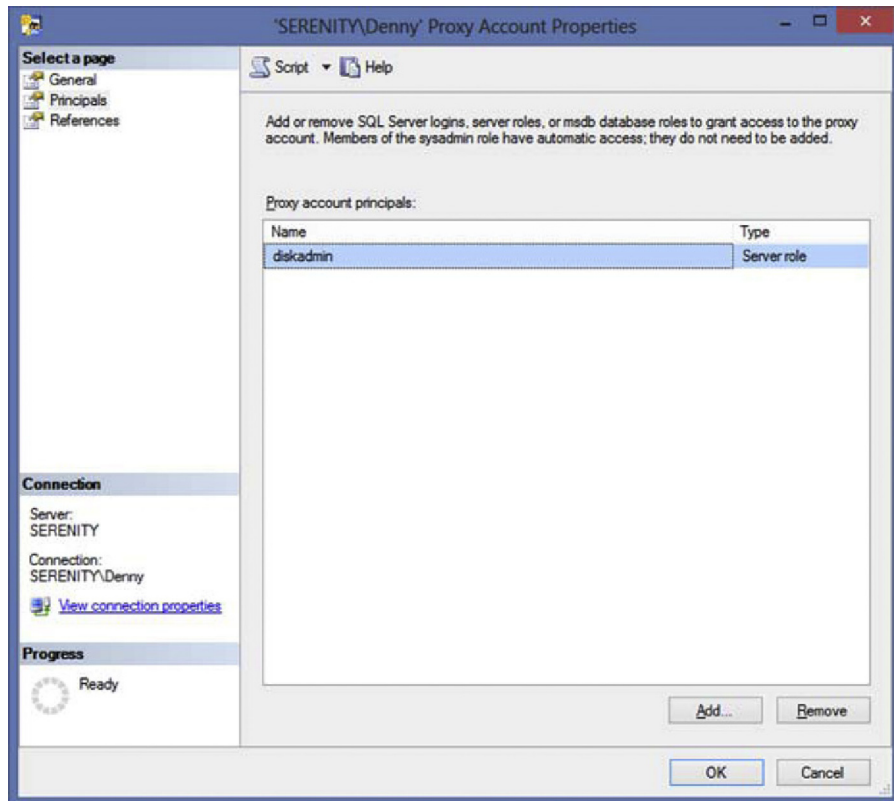 'SERENITY\Denny' Proxy Account Properties
Select a page
General
Principals
References
Script
Help
Add or remove SQL Server logins, server roles, or msdb database roles to grant access to the proxy
account. Members of the sysadmin role have automatic access; they do not need to be added.
Proxy account principals:
Name Type
diskadmin Server role
Connection
Server:
SERENITY
Connection:
SERENITY\Denny
View connection properties
Progress
Ready
Add...
Remove
OK
Cancel